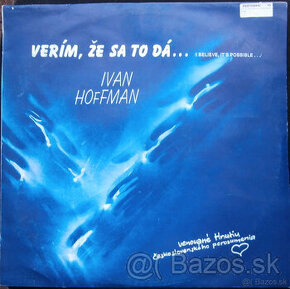 VERÍM, ŽE SA TO DÁ... (I BELIEVE, IT'S POSSIBLE...)
IVAN
HOFFMAN
venované Hnutiu
československého porozumenia
Bazos.sk